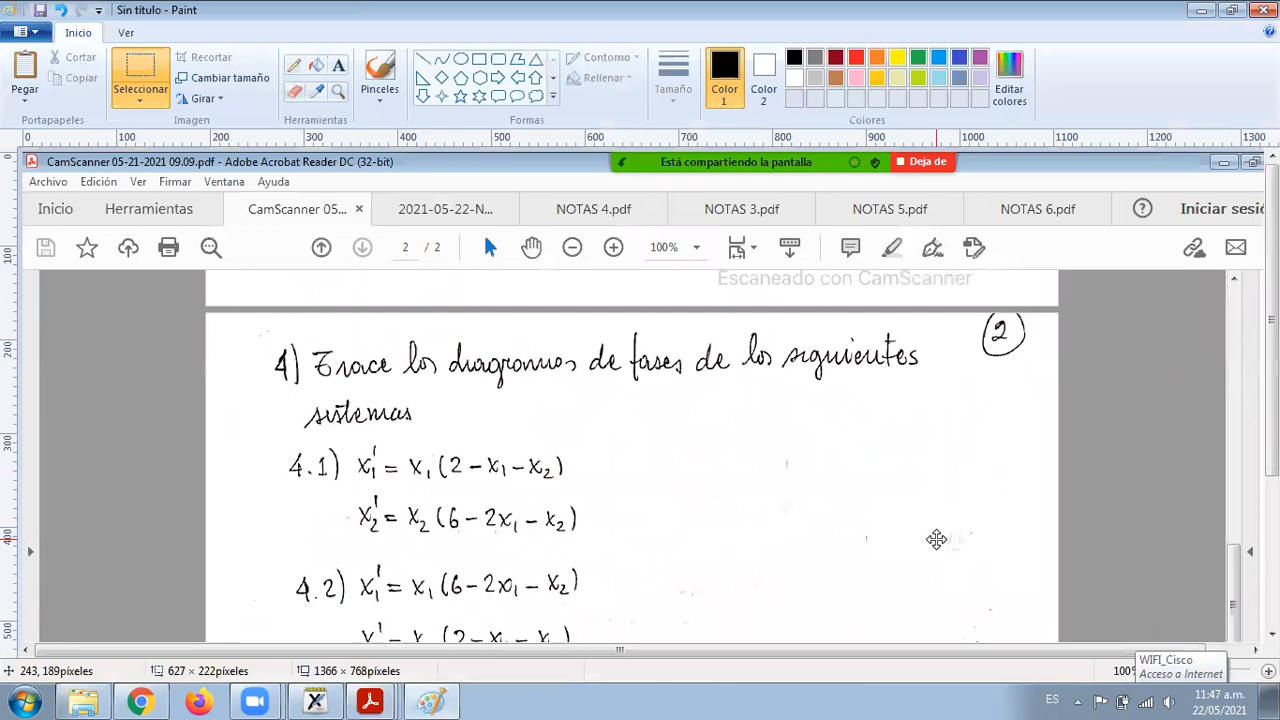 Sin título - Paint
Inicio Ver
Pegar
Cortar
Copiar
Portapapeles
Seleccionar
Recortar
Cambiar tamaño
Girar
Imagen
Herramientas
Pinceles
Contorno
Rellenar
Formas
Tamaño
Color 1
Color 2
Editar colores
Colores
0 100 200 300 400 500 600 700 800 900 1000 1100 1200 1300
CamScanner 05-21-2021 09.09.pdf - Adobe Acrobat Reader DC (32-bit)
Está compartiendo la pantalla
Deja de
Archivo Edición Ver Firmar Ventana Ayuda
Inicio Herramientas CamScanner 05... × 2021-05-22-N... NOTAS 4.pdf NOTAS 3.pdf NOTAS 5.pdf NOTAS 6.pdf Iniciar sesi
2 / 2 100%
0
100
200
300
400
500
Escaneado con CamScanner
2
4) Trace los diagramas de fases de los siguientes
sistemas
4.1) x₁' = x₁ (2 - x₁ - x₂)
x₂' = x₂ (6 - 2x₁ - x₂)
4.2) x₁' = x₁ (6 - 2x₁ - x₂)
243, 189píxeles 627 × 222píxeles 1366 × 768píxeles 100%
WIFI_Cisco
Acceso a Internet
ES
11:47 a.m.
22/05/2021